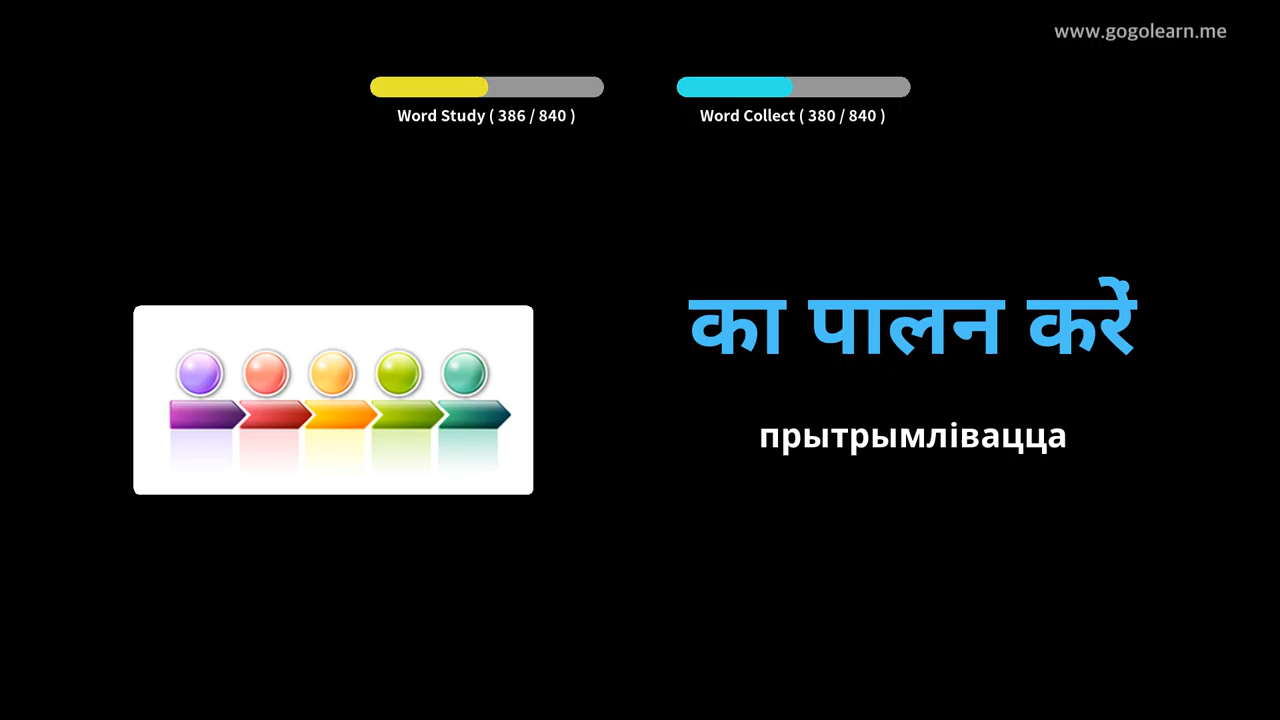 www.gogolearn.me
Word Study ( 386 / 840 )
Word Collect ( 380 / 840 )
का पालन करें
прытрымлівацца